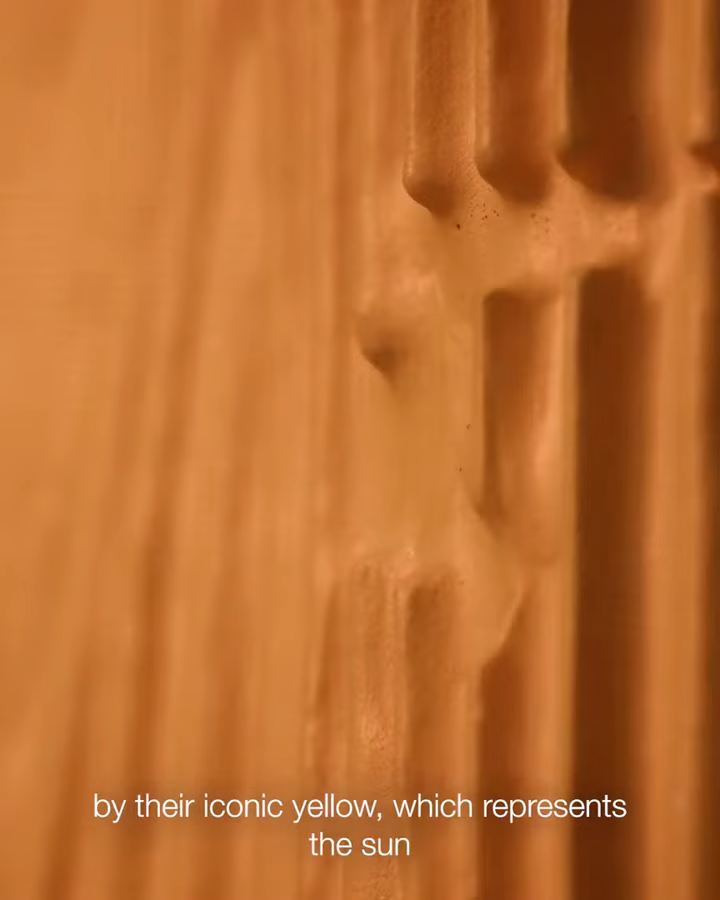 by their iconic yellow, which represents
the sun